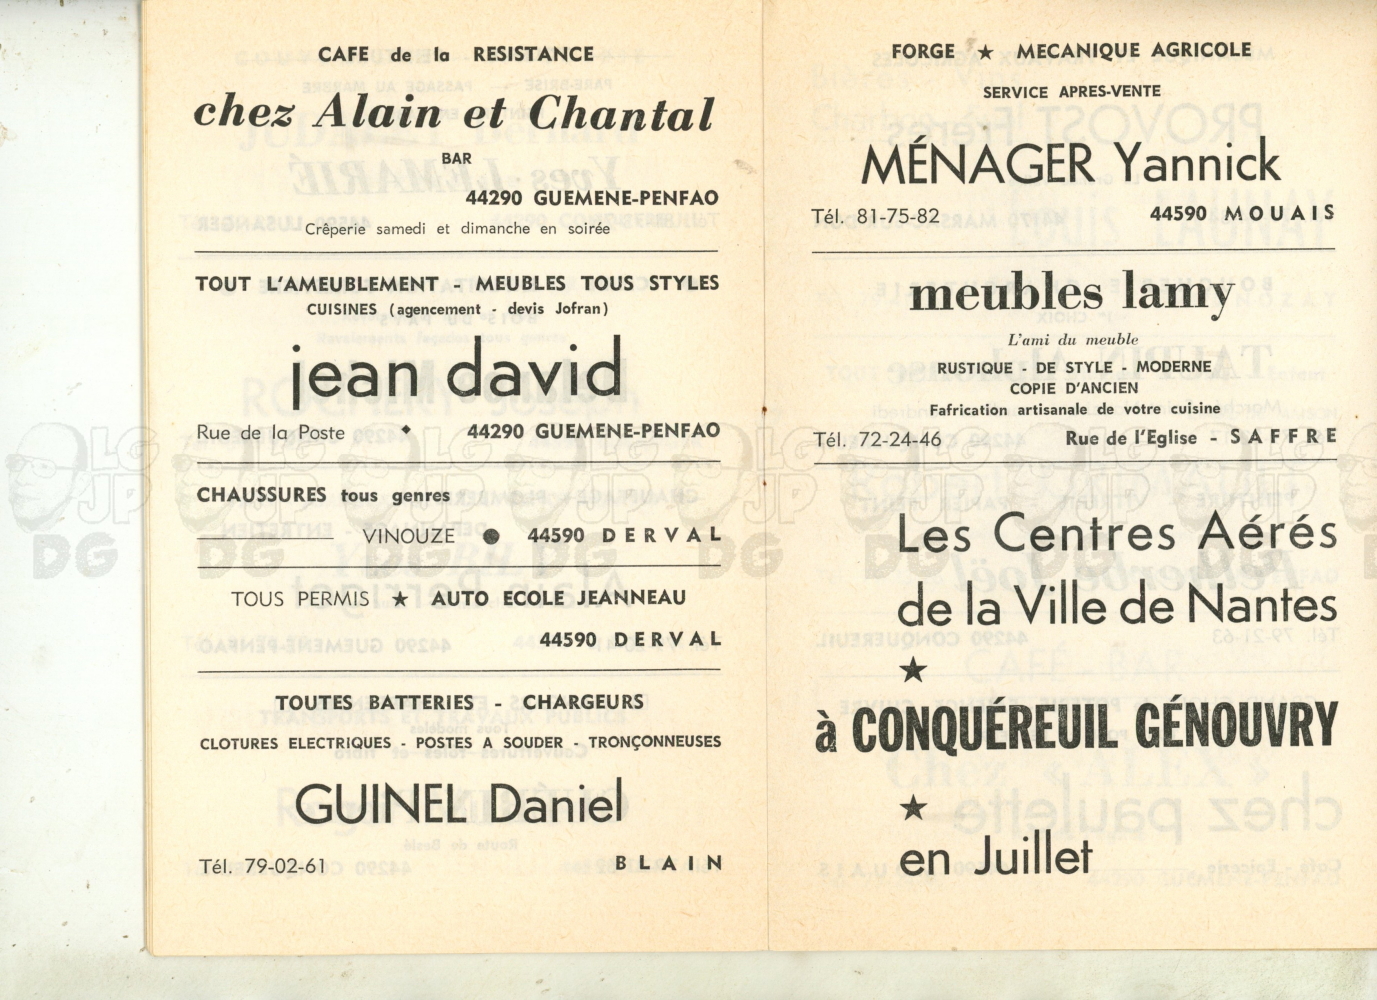 CAFE de la RESISTANCE
chez Alain et Chantal
BAR
44290 GUEMENE-PENFAO
Crêperie samedi et dimanche en soirée
TOUT L'AMEUBLEMENT - MEUBLES TOUS STYLES
CUISINES (agencement - devis Jofran)
jean david
Rue de la Poste ♦ 44290 GUEMENE-PENFAO
CHAUSSURES tous genres
VINOUZE ● 44590 DERVAL
TOUS PERMIS ★ AUTO ECOLE JEANNEAU
44590 DERVAL
TOUTES BATTERIES - CHARGEURS
CLOTURES ELECTRIQUES - POSTES A SOUDER - TRONÇONNEUSES
GUINEL Daniel
Tél. 79-02-61 BLAIN
FORGE ★ MECANIQUE AGRICOLE
SERVICE APRES-VENTE
MÉNAGER Yannick
Tél. 81-75-82 44590 MOUAIS
meubles lamy
L'ami du meuble
RUSTIQUE - DE STYLE - MODERNE
COPIE D'ANCIEN
Fafrication artisanale de votre cuisine
Tél. 72-24-46 Rue de l'Eglise - SAFFRE
Les Centres Aérés
de la Ville de Nantes
★
à CONQUÉREUIL GÉNOUVRY
★
en Juillet